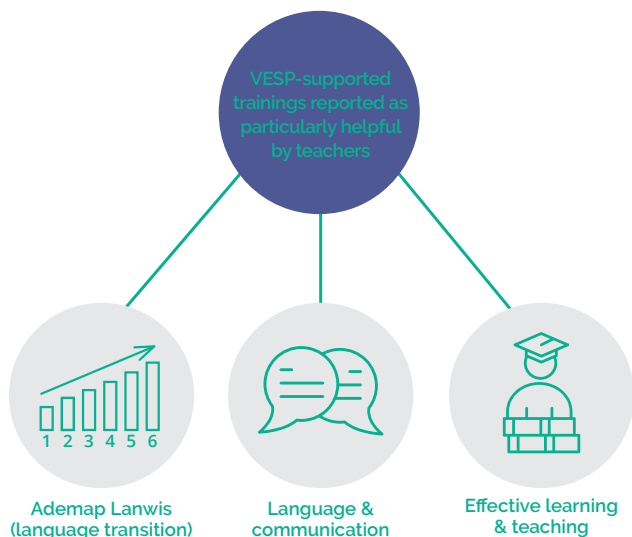 VESP-supported
trainings reported as
particularly helpful
by teachers
1 2 3 4 5 6
Ademap Lanwis
(language transition)
Language &
communication
Effective learning
& teaching